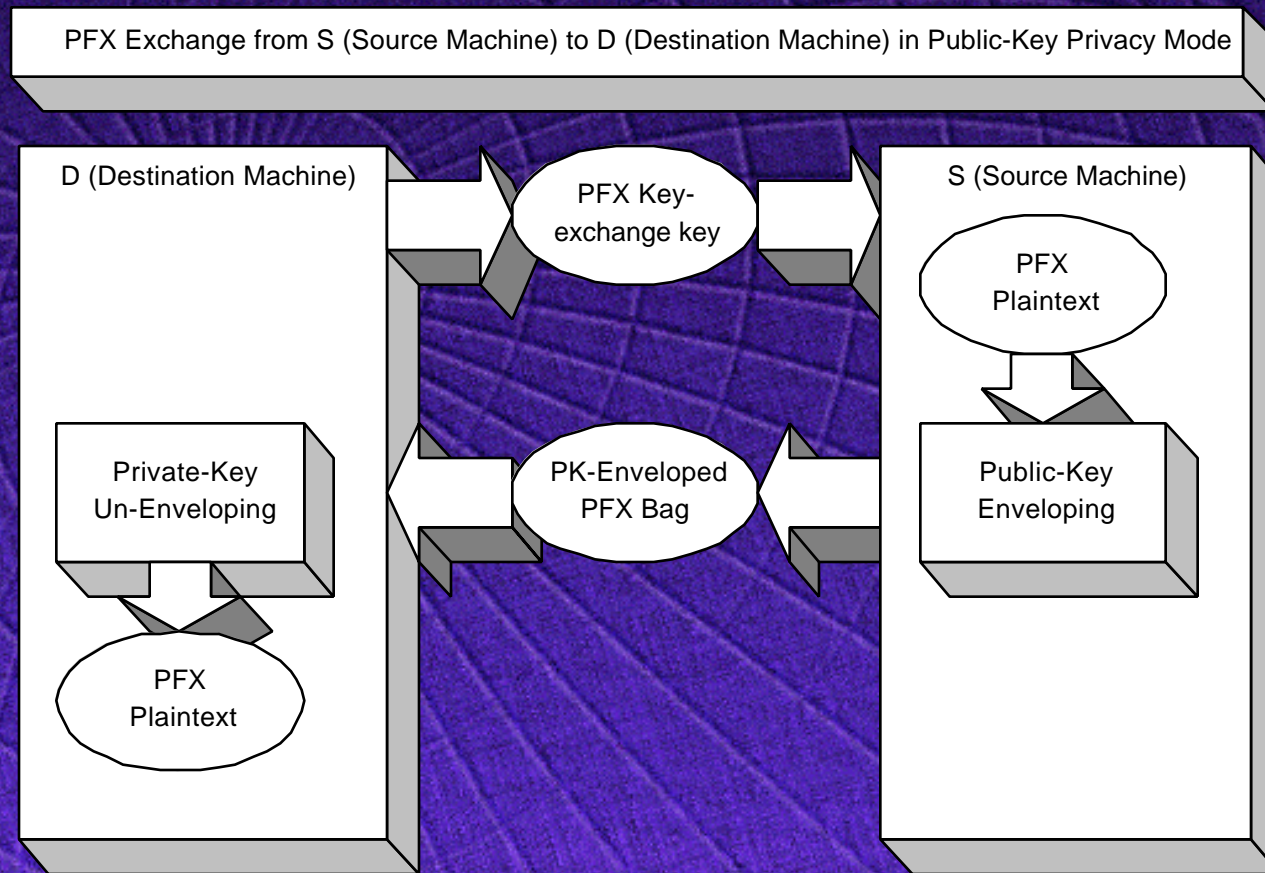 PFX Exchange from S (Source Machine) to D (Destination Machine) in Public-Key Privacy Mode
D (Destination Machine)
PFX Key-
exchange key
S (Source Machine)
PFX
Plaintext
Private-Key
Un-Enveloping
PK-Enveloped
PFX Bag
Public-Key
Enveloping
PFX
Plaintext